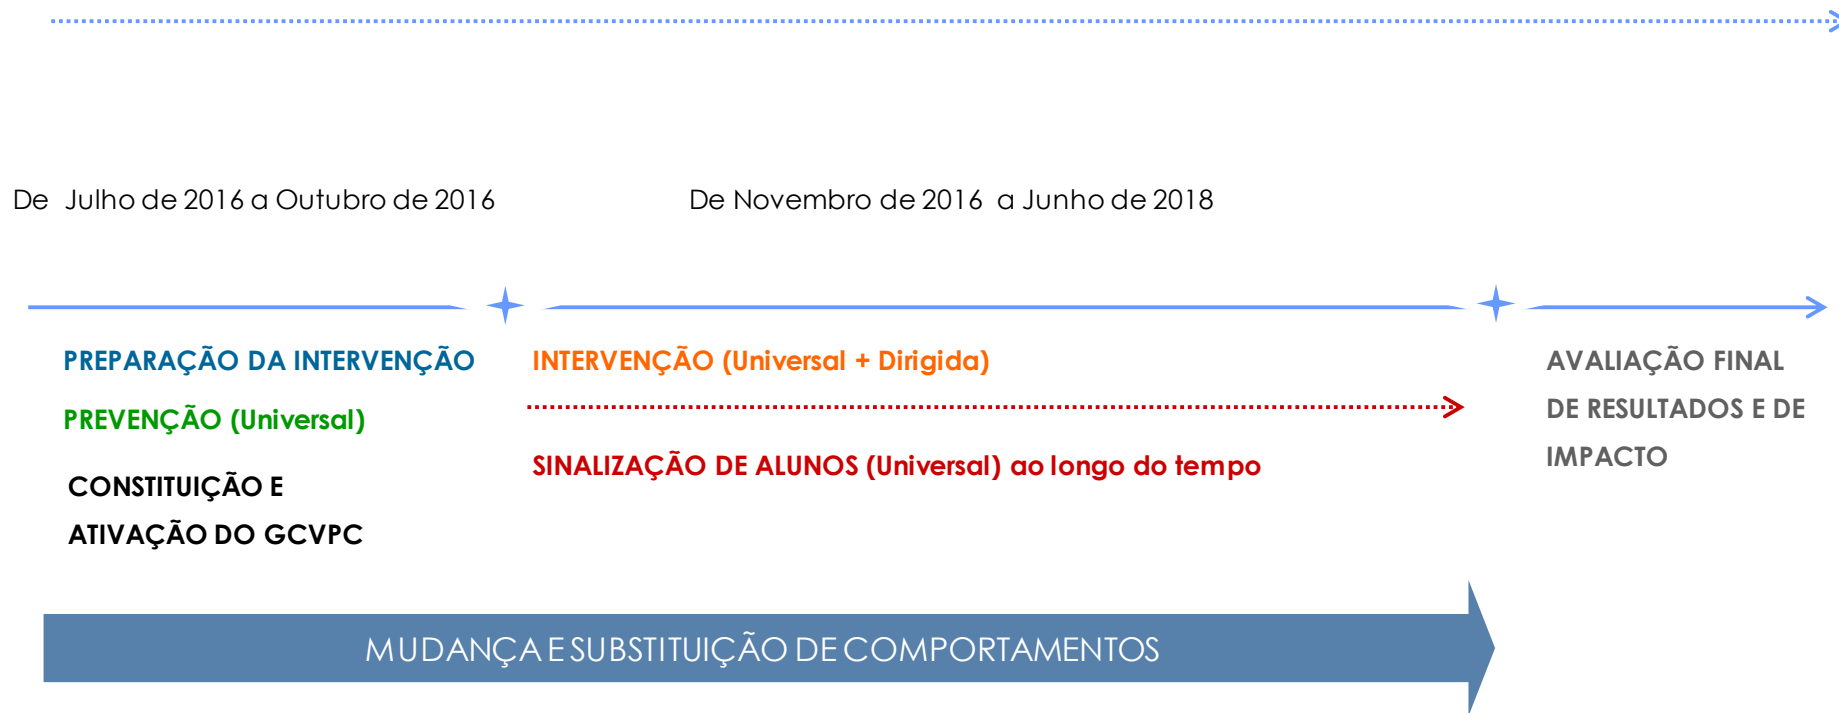 De Julho de 2016 a Outubro de 2016
De Novembro de 2016 a Junho de 2018
PREPARAÇÃO DA INTERVENÇÃO
PREVENÇÃO (Universal)
CONSTITUIÇÃO E
ATIVAÇÃO DO GCVPC
INTERVENÇÃO (Universal + Dirigida)
SINALIZAÇÃO DE ALUNOS (Universal) ao longo do tempo
AVALIAÇÃO FINAL
DE RESULTADOS E DE
IMPACTO
MUDANÇA E SUBSTITUIÇÃO DE COMPORTAMENTOS